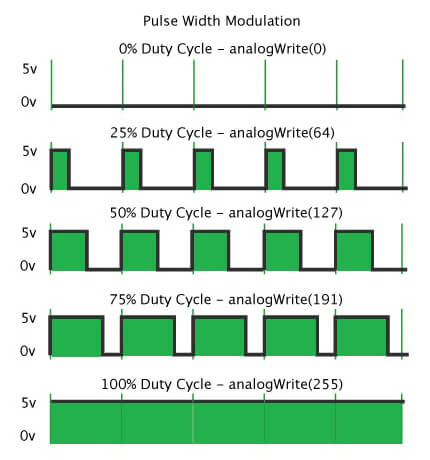 Pulse Width Modulation
0% Duty Cycle – analogWrite(0)
5v
0v
25% Duty Cycle – analogWrite(64)
5v
0v
50% Duty Cycle – analogWrite(127)
5v
0v
75% Duty Cycle – analogWrite(191)
5v
0v
100% Duty Cycle – analogWrite(255)
5v
0v